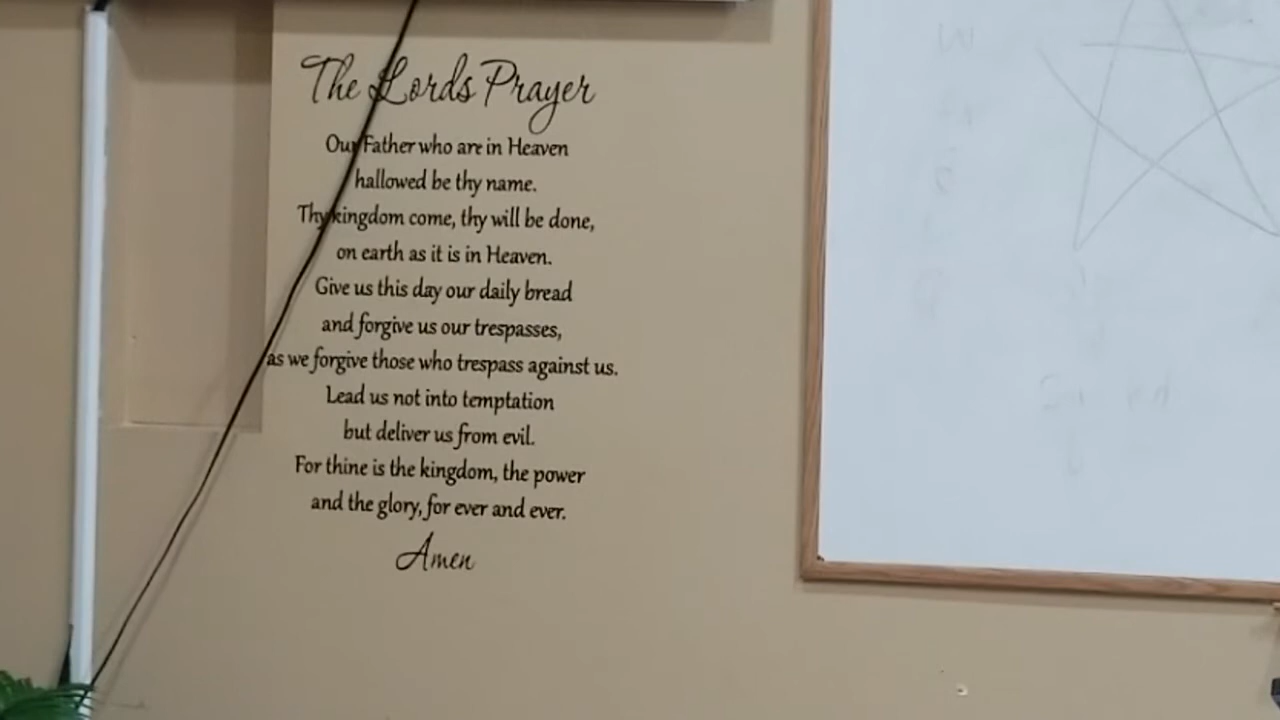 The Lords Prayer
Our Father who are in Heaven
hallowed be thy name.
Thy kingdom come, thy will be done,
on earth as it is in Heaven.
Give us this day our daily bread
and forgive us our trespasses,
as we forgive those who trespass against us.
Lead us not into temptation
but deliver us from evil.
For thine is the kingdom, the power
and the glory, for ever and ever.
Amen